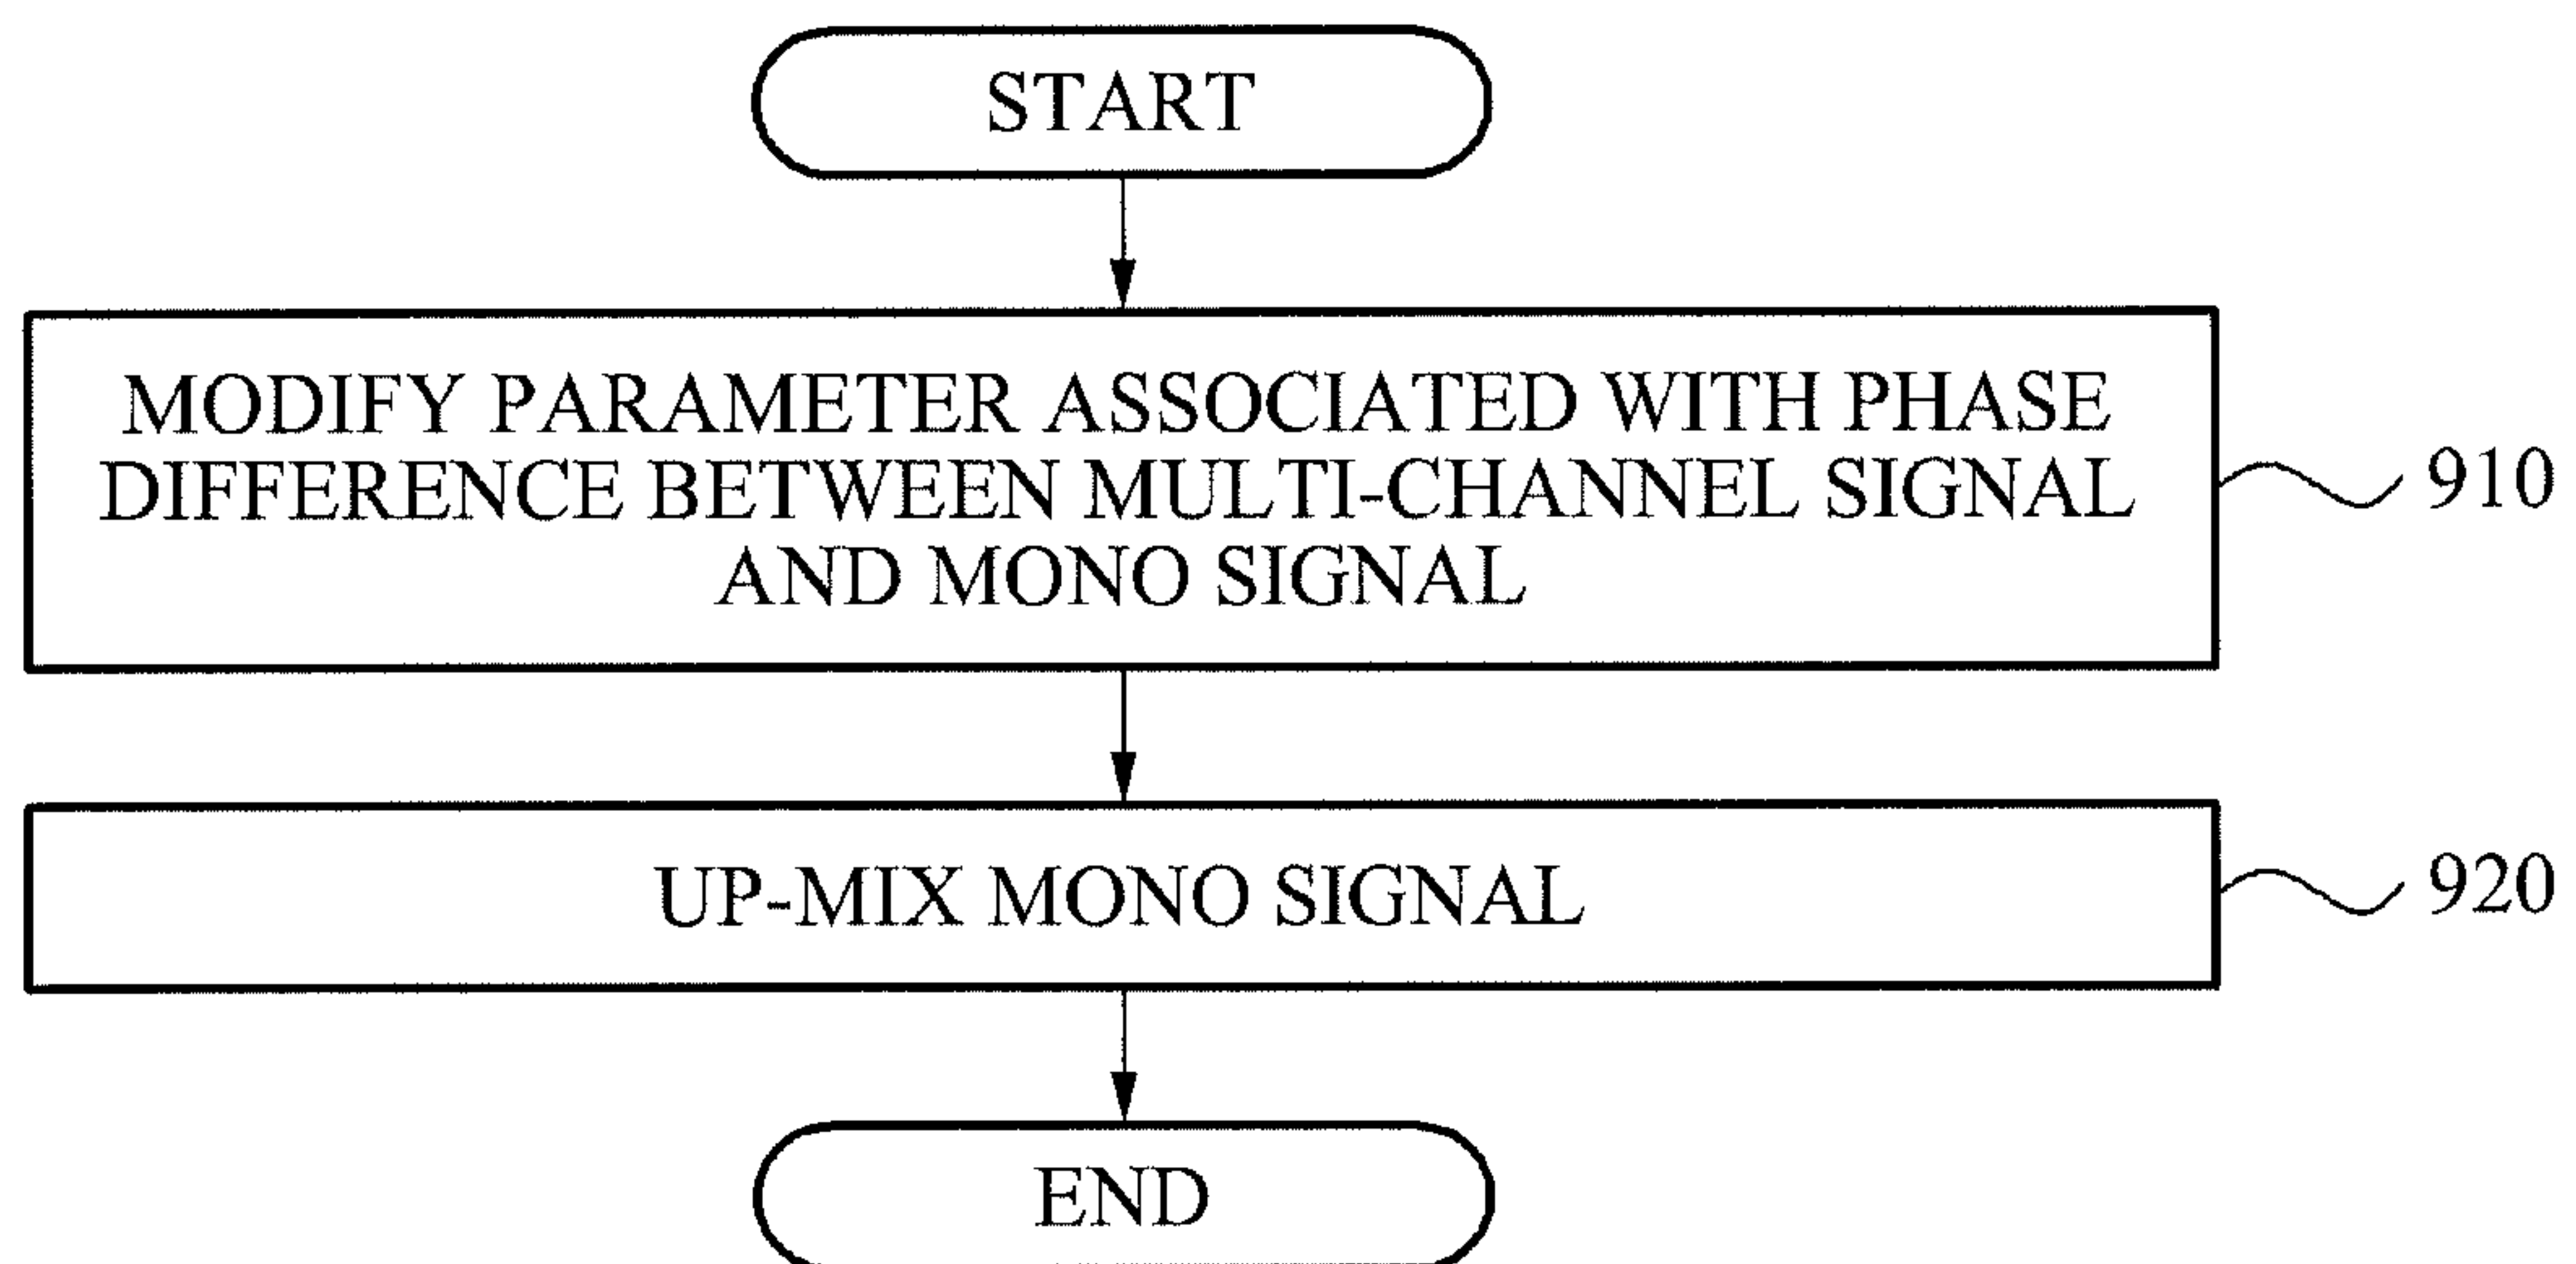 START
MODIFY PARAMETER ASSOCIATED WITH PHASE
DIFFERENCE BETWEEN MULTI-CHANNEL SIGNAL
AND MONO SIGNAL
910
UP-MIX MONO SIGNAL
920
END